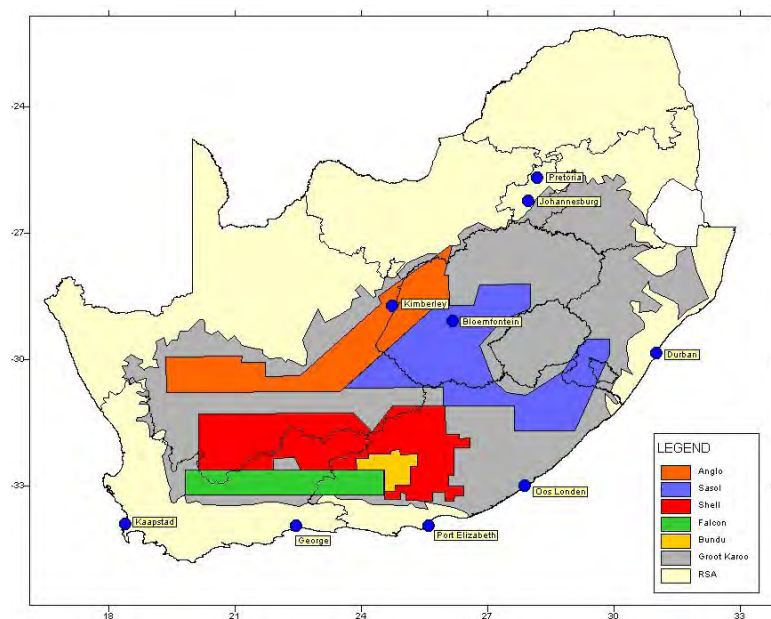 -24
-27
-30
-33
Pretoria
Johannesburg
Kimberley
Bloemfontein
Durban
Oos Londen
Kaapstad
George
Port Elizabeth
LEGEND
Anglo
Sasol
Shell
Falcon
Bundu
Groot Karoo
RSA
18 21 24 27 30 33